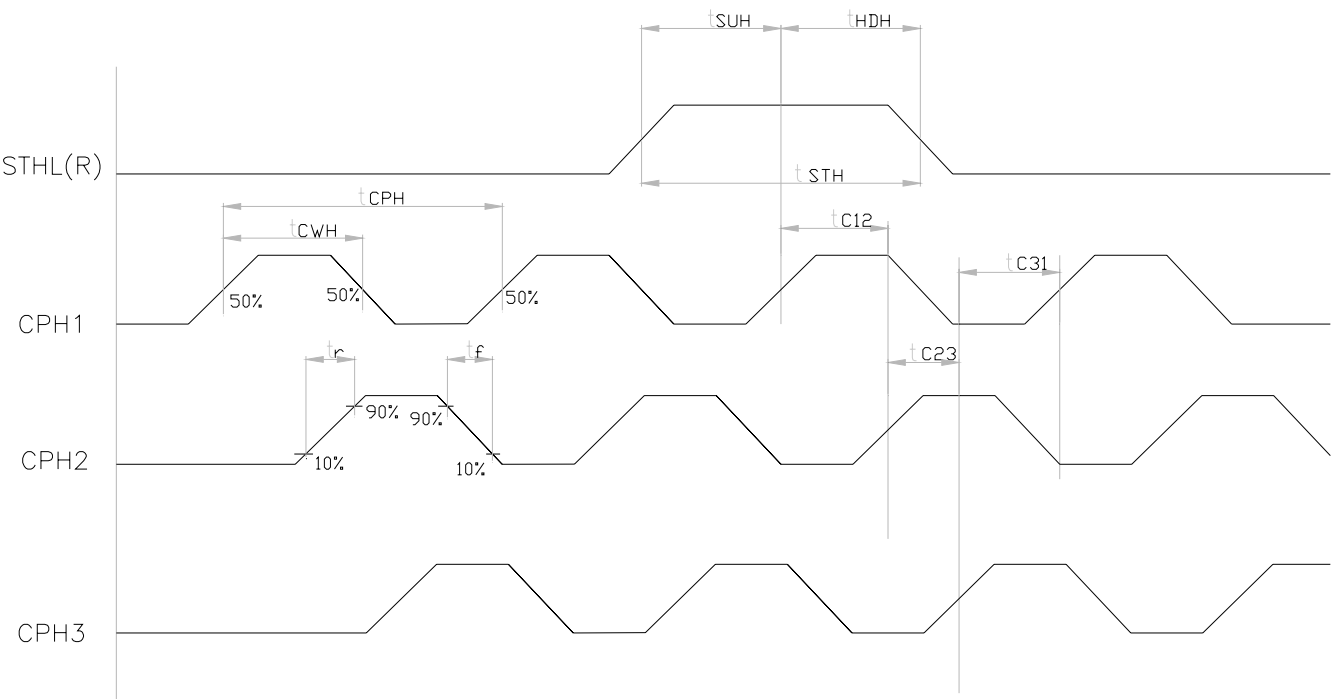 tSUH tHDH
STHL(R)
tSTH
tCPH
tCWH
tC12
tC31
50% 50% 50%
CPH1
tr tf
tC23
90% 90%
CPH2
10% 10%
CPH3